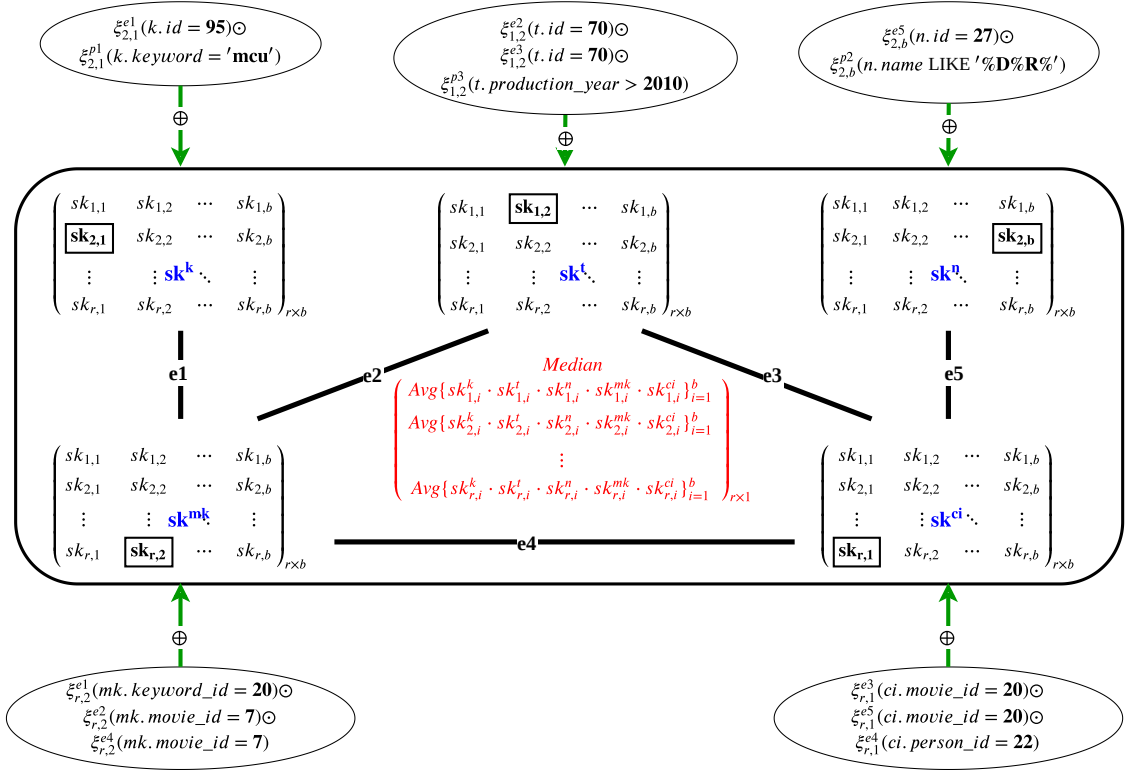 ξ^{e1}_{2,1}(k.id = 95)⊙
ξ^{p1}_{2,1}(k.keyword = 'mcu')
ξ^{e2}_{1,2}(t.id = 70)⊙
ξ^{e3}_{1,2}(t.id = 70)⊙
ξ^{p3}_{1,2}(t.production_year > 2010)
ξ^{e5}_{2,b}(n.id = 27)⊙
ξ^{p2}_{2,b}(n.name LIKE '%D%R%')
⊕
⊕
⊕
sk_{1,1} sk_{1,2} ⋯ sk_{1,b}
sk_{2,1} sk_{2,2} ⋯ sk_{2,b}
⋮ ⋮ sk^k ⋱ ⋮
sk_{r,1} sk_{r,2} ⋯ sk_{r,b}
r×b
sk_{1,1} sk_{1,2} ⋯ sk_{1,b}
sk_{2,1} sk_{2,2} ⋯ sk_{2,b}
⋮ ⋮ sk^t ⋱ ⋮
sk_{r,1} sk_{r,2} ⋯ sk_{r,b}
r×b
sk_{1,1} sk_{1,2} ⋯ sk_{1,b}
sk_{2,1} sk_{2,2} ⋯ sk_{2,b}
⋮ ⋮ sk^n ⋱ ⋮
sk_{r,1} sk_{r,2} ⋯ sk_{r,b}
r×b
e1
e2
e3
e5
Median
Avg{sk^k_{1,i} · sk^t_{1,i} · sk^n_{1,i} · sk^{mk}_{1,i} · sk^{ci}_{1,i}}^b_{i=1}
Avg{sk^k_{2,i} · sk^t_{2,i} · sk^n_{2,i} · sk^{mk}_{2,i} · sk^{ci}_{2,i}}^b_{i=1}
⋮
Avg{sk^k_{r,i} · sk^t_{r,i} · sk^n_{r,i} · sk^{mk}_{r,i} · sk^{ci}_{r,i}}^b_{i=1}
r×1
sk_{1,1} sk_{1,2} ⋯ sk_{1,b}
sk_{2,1} sk_{2,2} ⋯ sk_{2,b}
⋮ ⋮ sk^{mk} ⋱ ⋮
sk_{r,1} sk_{r,2} ⋯ sk_{r,b}
r×b
e4
sk_{1,1} sk_{1,2} ⋯ sk_{1,b}
sk_{2,1} sk_{2,2} ⋯ sk_{2,b}
⋮ ⋮ sk^{ci} ⋱ ⋮
sk_{r,1} sk_{r,2} ⋯ sk_{r,b}
r×b
⊕
⊕
ξ^{e1}_{r,2}(mk.keyword_id = 20)⊙
ξ^{e2}_{r,2}(mk.movie_id = 7)⊙
ξ^{e4}_{r,2}(mk.movie_id = 7)
ξ^{e3}_{r,1}(ci.movie_id = 20)⊙
ξ^{e5}_{r,1}(ci.movie_id = 20)⊙
ξ^{e4}_{r,1}(ci.person_id = 22)